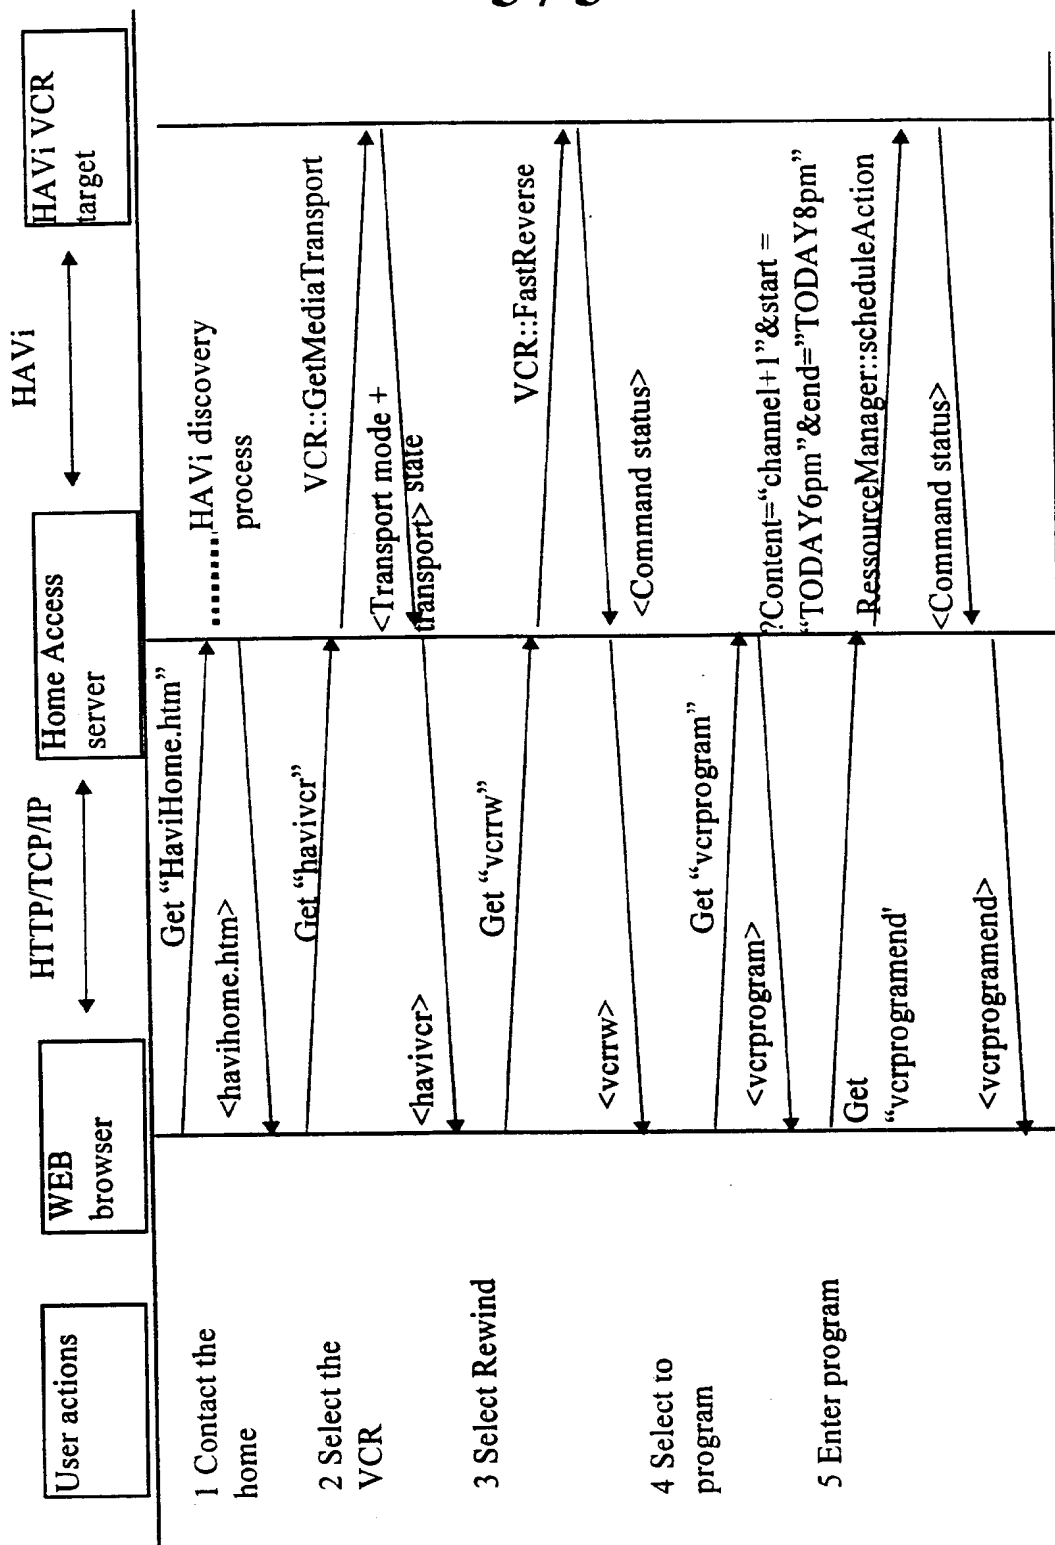 User actions
WEB
browser
HTTP/TCP/IP
Home Access
server
HAVi
HAVi VCR
target
1 Contact the
home
Get “HaviHome.htm”
<havihome.htm>
HAVi discovery
process
2 Select the
VCR
Get “havivcr”
VCR::GetMediaTransport
<Transport mode +
transport> state
<havivcr>
3 Select Rewind
Get “vcrrw”
VCR::FastReverse
<Command status>
<vcrrw>
4 Select to
program
Get “vcrprogram”
<vcrprogram>
5 Enter program
Get
“vcrprogramend'
?Content=“channel+1”&start =
“TODAY6pm”&end=”TODAY8pm”
RessourceManager::scheduleAction
<Command status>
<vcrprogramend>